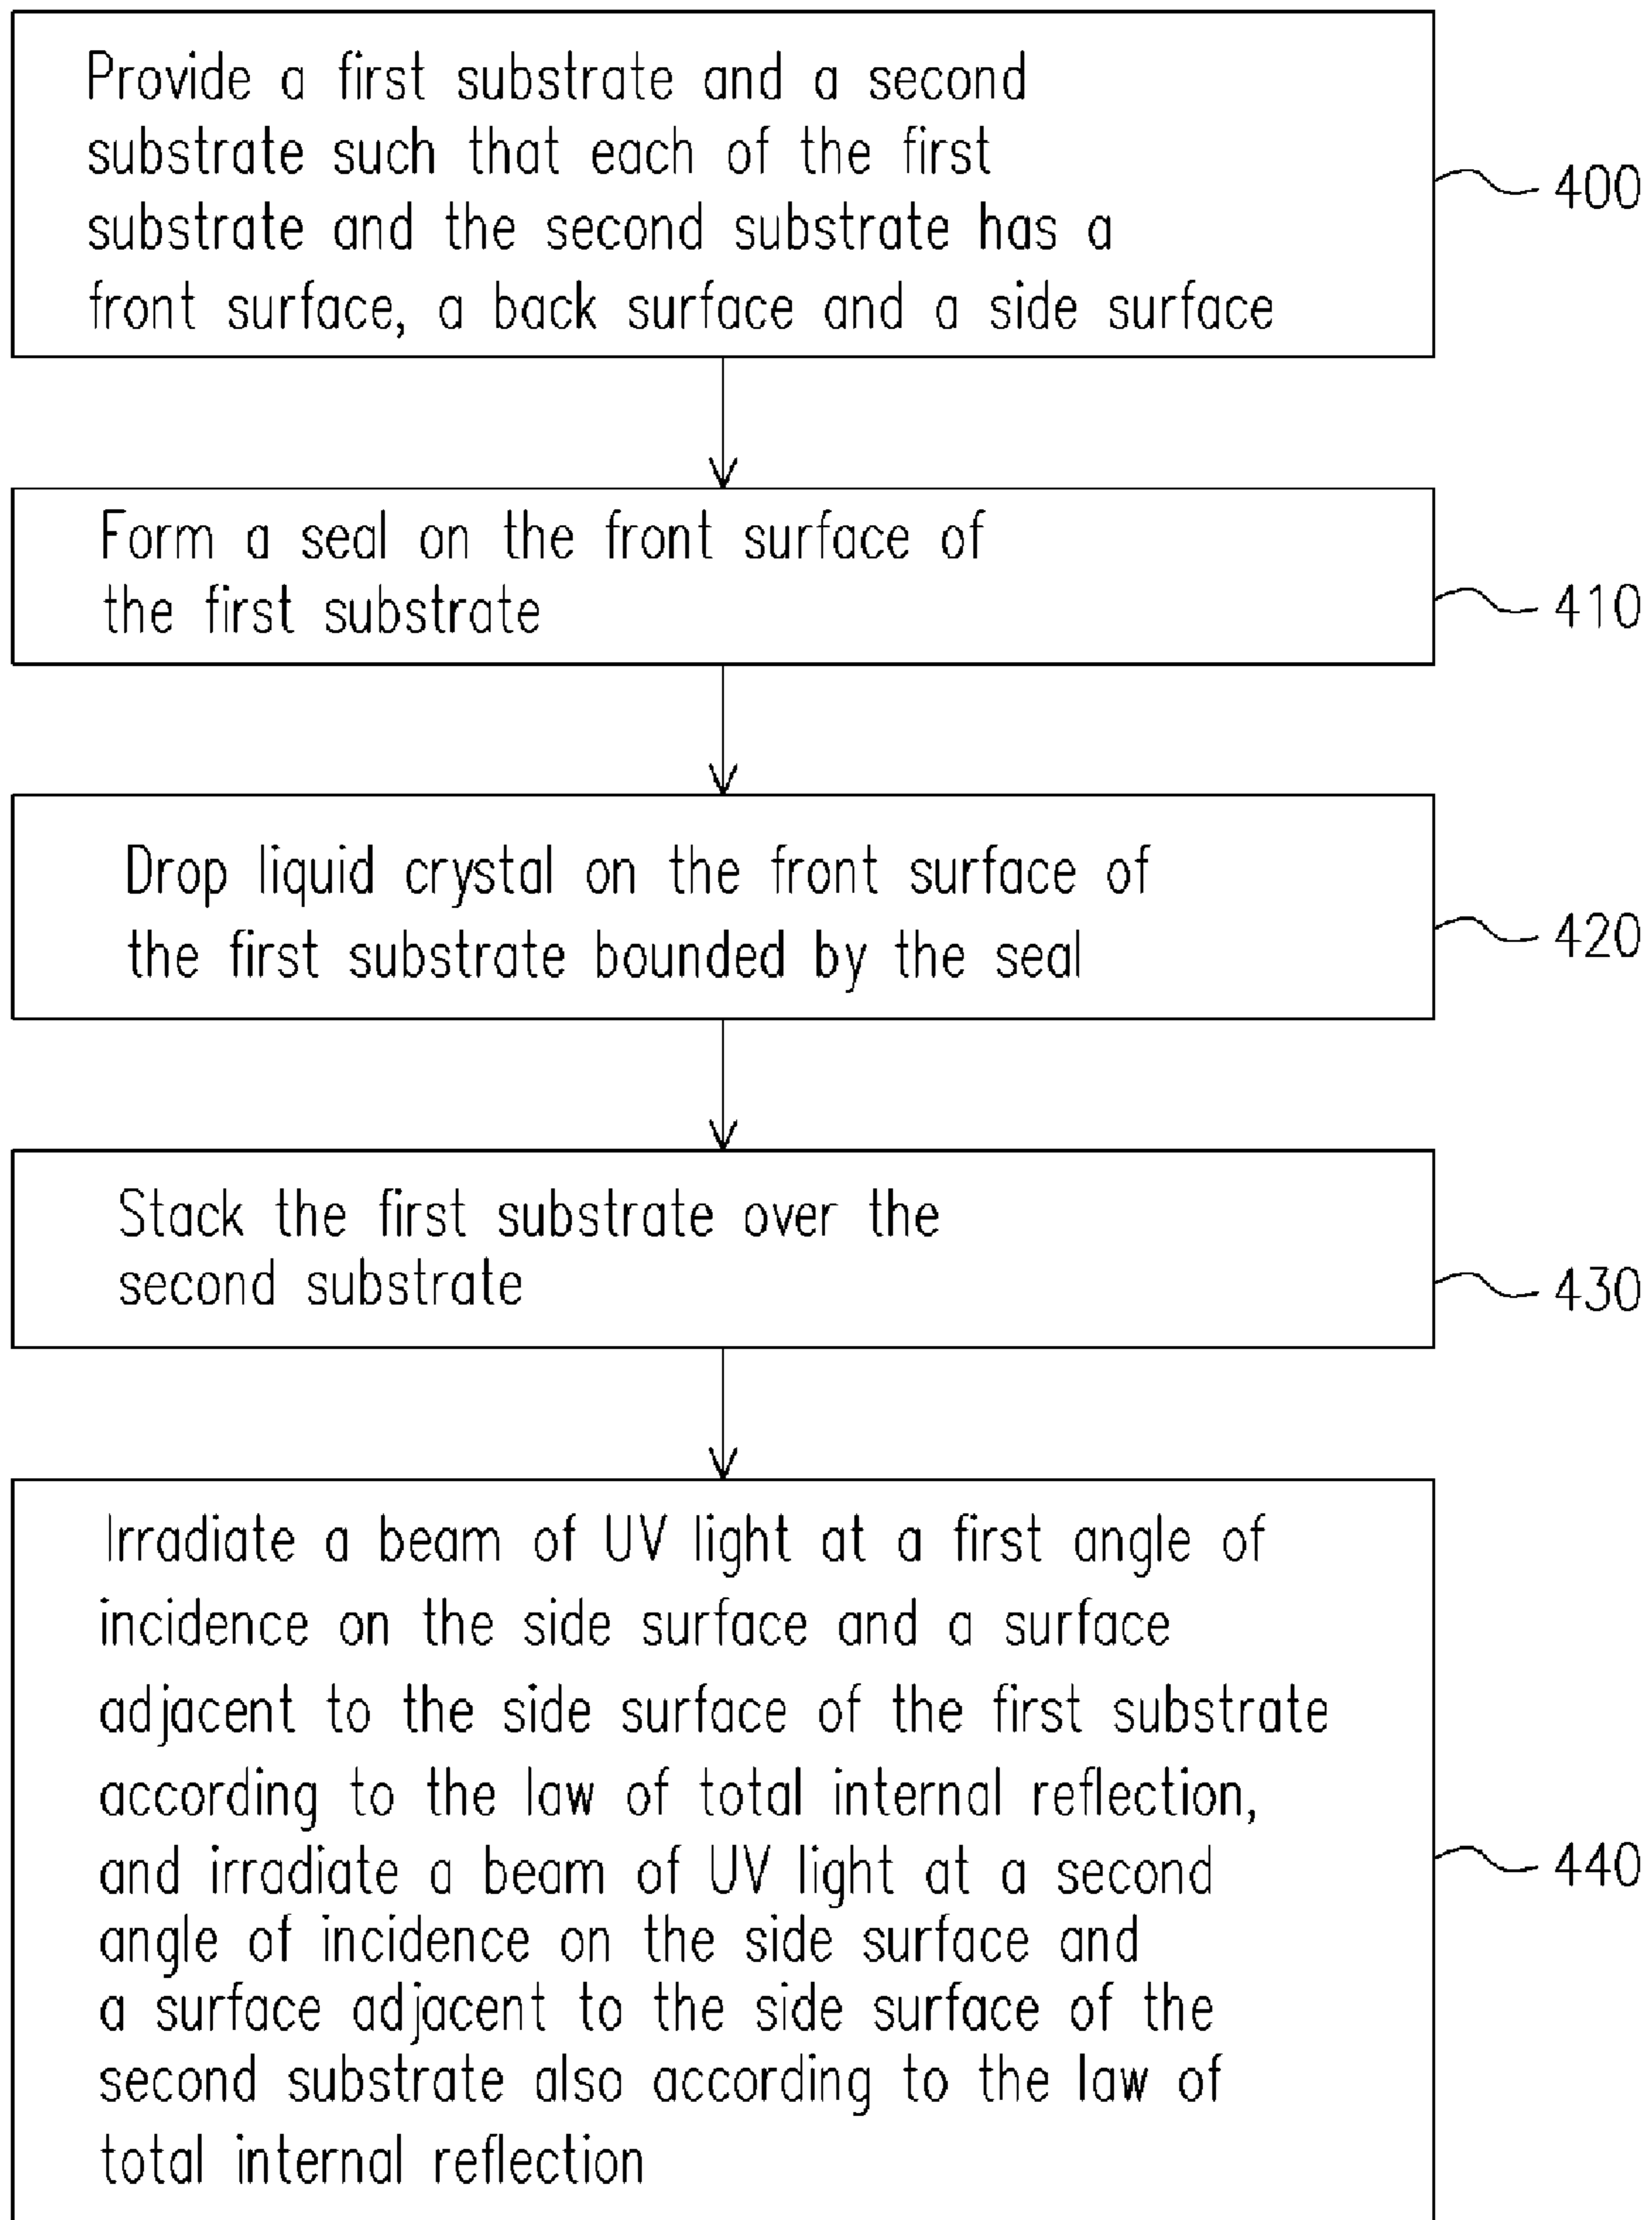 Provide a first substrate and a second
substrate such that each of the first
substrate and the second substrate has a
front surface, a back surface and a side surface
400
Form a seal on the front surface of
the first substrate
410
Drop liquid crystal on the front surface of
the first substrate bounded by the seal
420
Stack the first substrate over the
second substrate
430
Irradiate a beam of UV light at a first angle of
incidence on the side surface and a surface
adjacent to the side surface of the first substrate
according to the law of total internal reflection,
and irradiate a beam of UV light at a second
angle of incidence on the side surface and
a surface adjacent to the side surface of the
second substrate also according to the law of
total internal reflection
440